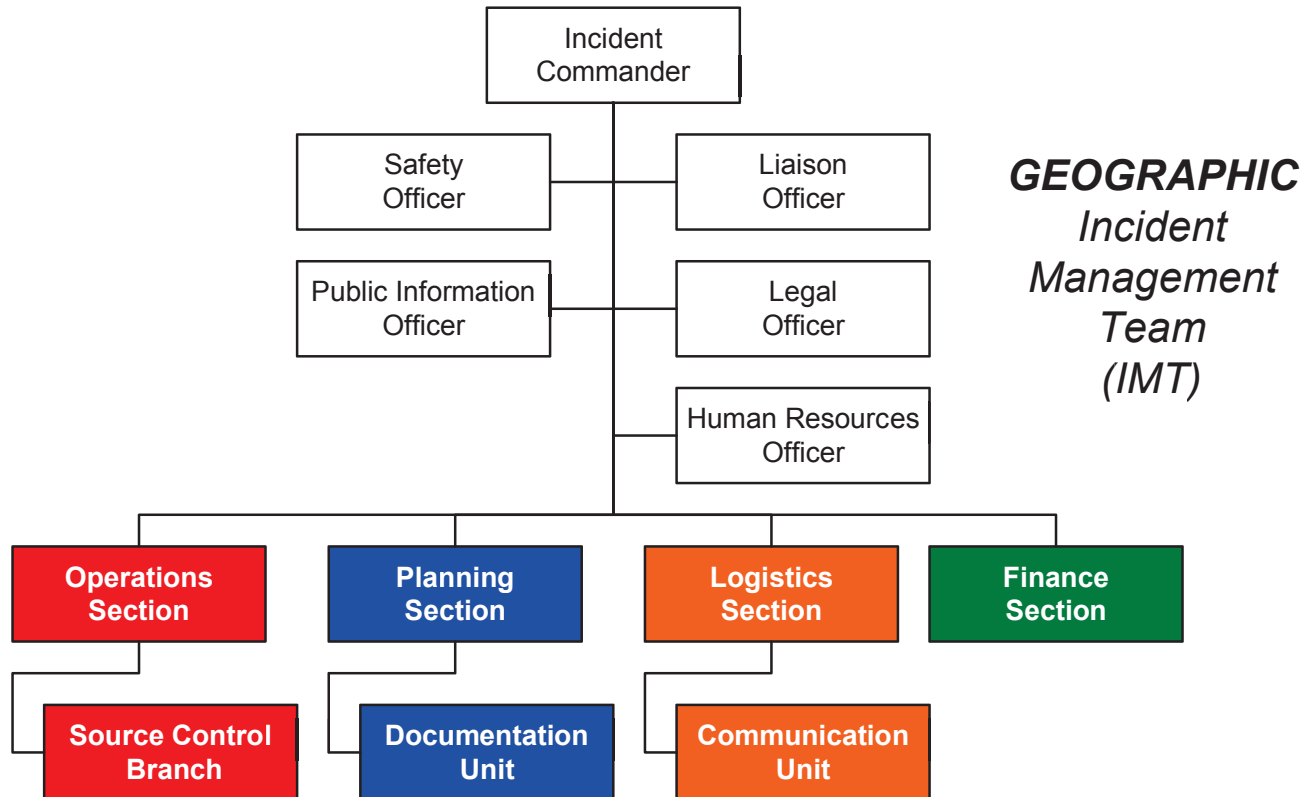 Incident
Commander
Safety
Officer
Liaison
Officer
GEOGRAPHIC
Incident
Management
Team
(IMT)
Public Information
Officer
Legal
Officer
Human Resources
Officer
Operations
Section
Planning
Section
Logistics
Section
Finance
Section
Source Control
Branch
Documentation
Unit
Communication
Unit